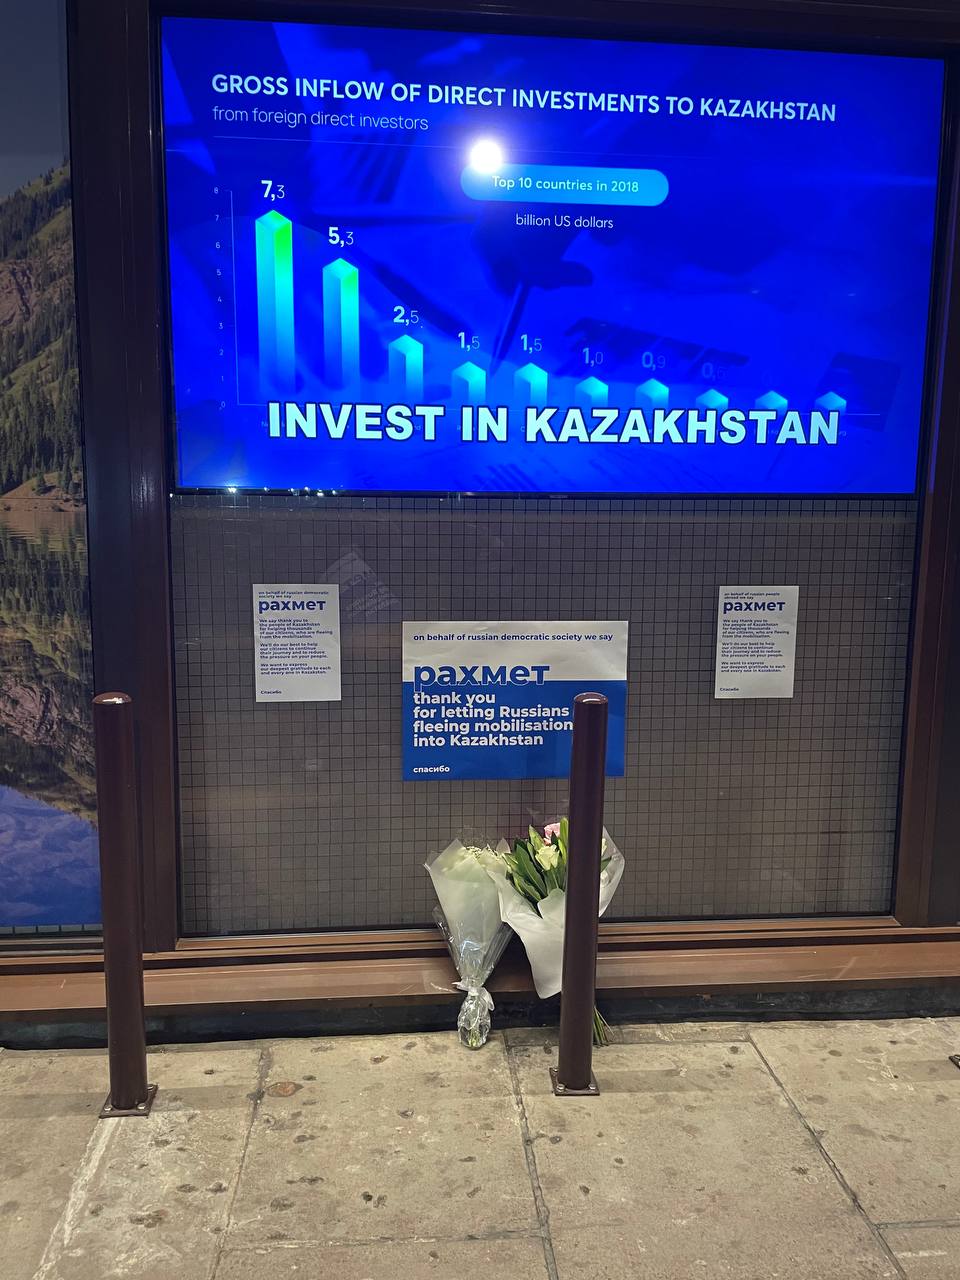 GROSS INFLOW OF DIRECT INVESTMENTS TO KAZAKHSTAN
from foreign direct investors
Top 10 countries in 2018
billion US dollars
8
7
6
5
4
3
2
1
0
7,3
5,3
2,5
1,5
1,5
1,0
0,9
INVEST IN KAZAKHSTAN
on behalf of russian democratic
society we say
рахмет
We say thank you to
the people of Kazakhstan
for helping thousands
of our citizens, who are fleeing
from the mobilisation.
We'll do our best to help
our citizens to continue
their journey and to reduce
the pressure on your people.
We want to express
our deepest gratitude to each
and every one in Kazakstan.
Спасибо
on behalf of russian democratic society we say
рахмет
thank you
for letting Russians
fleeing mobilisation
into Kazakhstan
спасибо
on behalf of russian people
abroad we say
рахмет
We say thank you to
the people of Kazakhstan
for helping thousands
of our citizens, who are fleeing
from the mobilisation.
We'll do our best to help
our citizens to continue
their journey and to reduce
the pressure on your people.
We want to express
our deepest gratitude to each
and every one in Kazakstan.
Спасибо